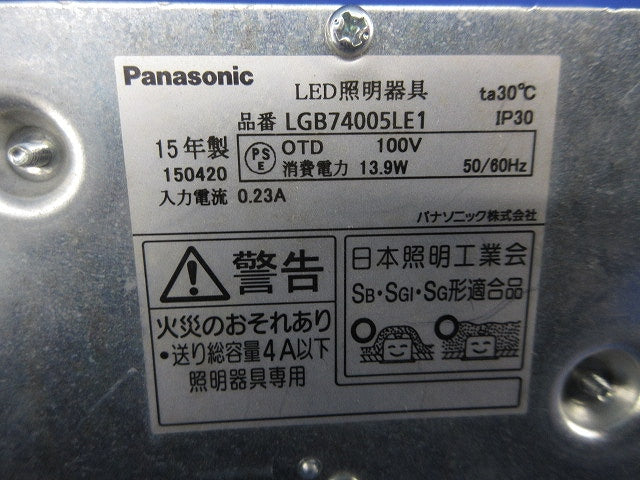 Panasonic
LED照明器具
ta30℃
品番 LGB74005LE1
IP30
15年製
150420
PS
E
OTD 100V
消費電力 13.9W 50/60Hz
入力電流 0.23A
パナソニック株式会社
警告
火災のおそれあり
・送り総容量4A以下
照明器具専用
日本照明工業会
SB・SGI・SG形適合品